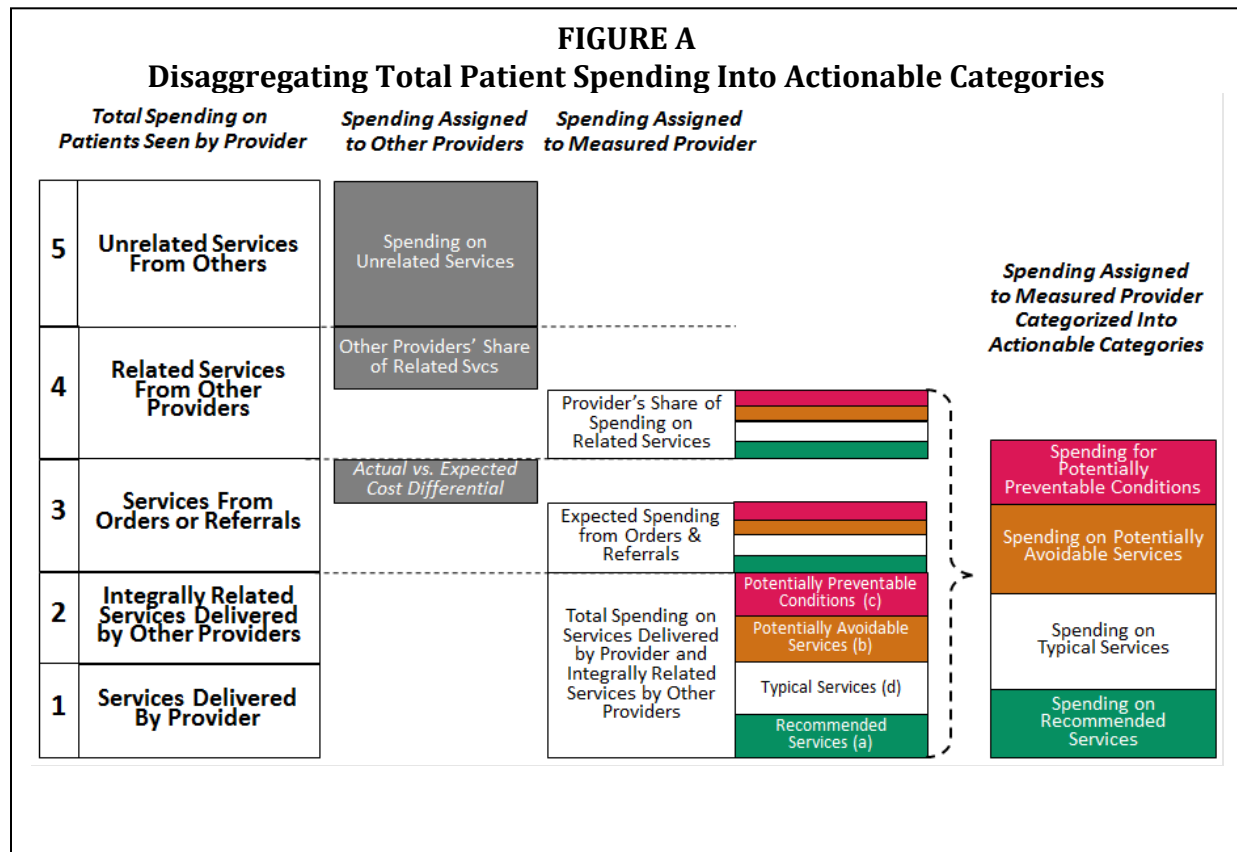 FIGURE A
Disaggregating Total Patient Spending Into Actionable Categories
Total Spending on
Patients Seen by Provider
Spending Assigned
to Other Providers
Spending Assigned
to Measured Provider
5
Unrelated Services
From Others
Spending on
Unrelated Services
Spending Assigned
to Measured Provider
Categorized Into
Actionable Categories
4
Related Services
From Other
Providers
Other Providers' Share
of Related Svcs
Provider's Share of
Spending on
Related Services
3
Services From
Orders or Referrals
Actual vs. Expected
Cost Differential
Expected Spending
from Orders &
Referrals
2
Integrally Related
Services Delivered
by Other Providers
1
Services Delivered
By Provider
Total Spending on
Services Delivered
by Provider and
Integrally Related
Services by Other
Providers
Potentially Preventable
Conditions (c)
Potentially Avoidable
Services (b)
Typical Services (d)
Recommended
Services (a)
Spending for
Potentially
Preventable Conditions
Spending on Potentially
Avoidable Services
Spending on
Typical Services
Spending on
Recommended
Services